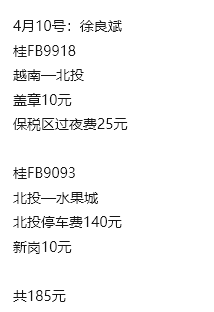 4月10号：徐良斌
桂FB9918
越南—北投
盖章10元
保税区过夜费25元
桂FB9093
北投—水果城
北投停车费140元
新岗10元
共185元